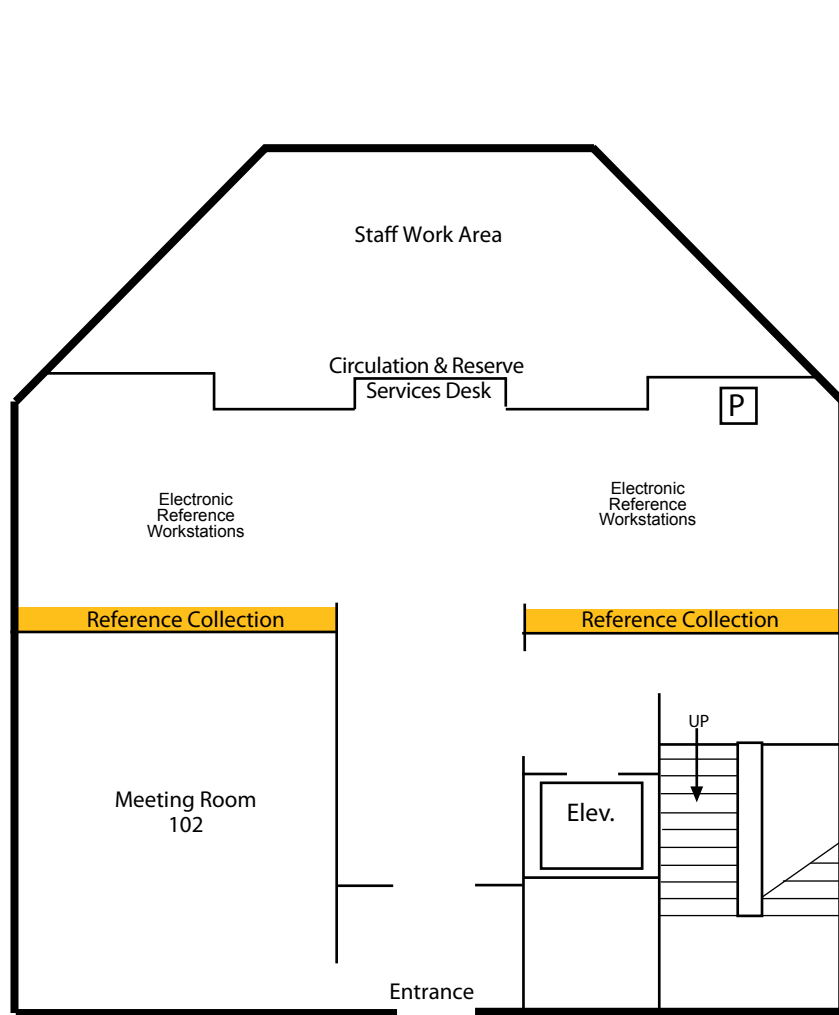 Staff Work Area
Circulation & Reserve
Services Desk
P
Electronic
Reference
Workstations
Electronic
Reference
Workstations
Reference Collection
Reference Collection
UP
Meeting Room
102
Elev.
Entrance